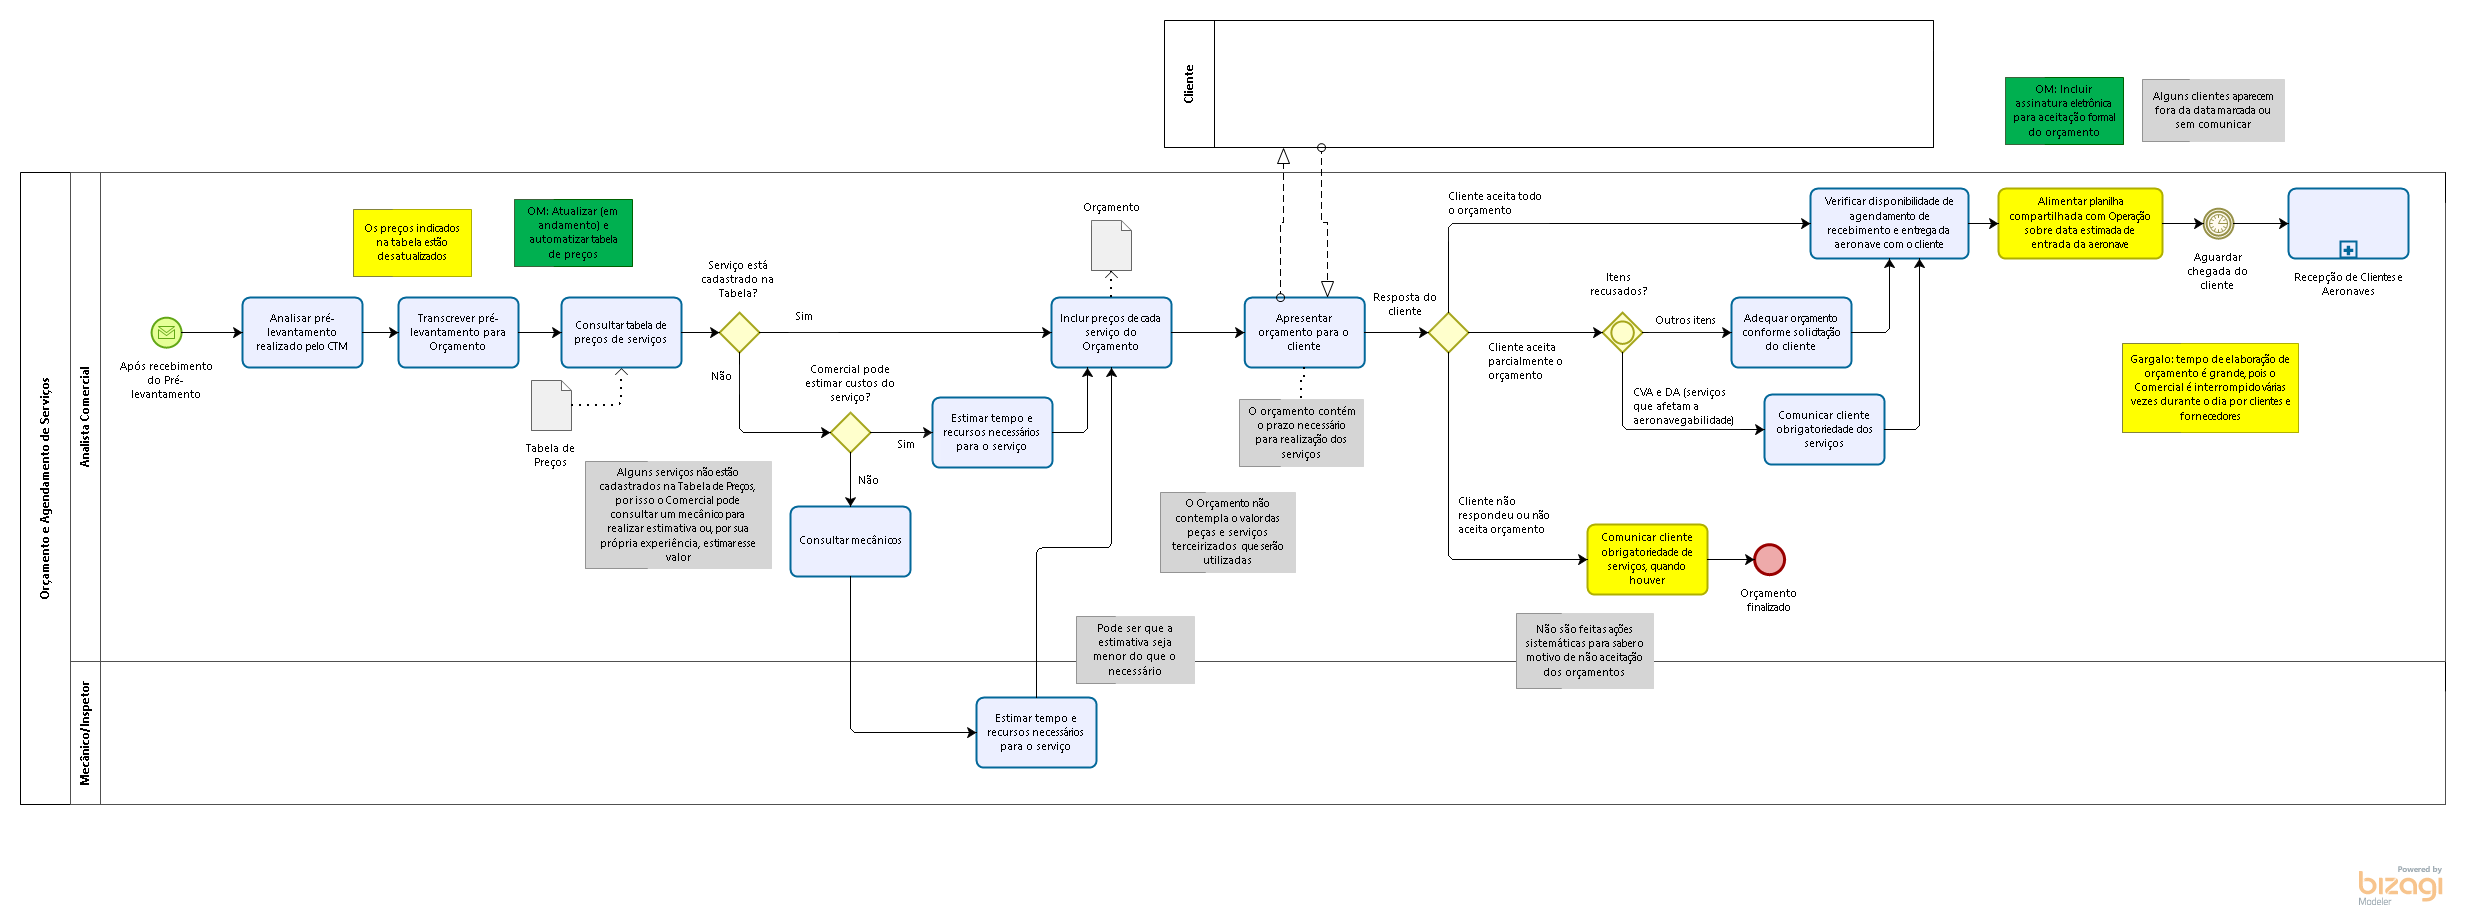 Cliente
OM: Incluir
assinatura eletrônica
para aceitação formal
do orçamento
Alguns clientes aparecem
fora da data marcada ou
sem comunicar
Orçamento e Agendamento de Serviços
Analista Comercial
Mecânico/Inspetor
Após recebimento
do Pré-
levantamento
Analisar pré-
levantamento
realizado pelo CTM
Os preços indicados
na tabela estão
desatualizados
Transcrever pré-
levantamento para
Orçamento
OM: Atualizar (em
andamento) e
automatizar tabela
de preços
Consultar tabela de
preços de serviços
Tabela de
Preços
Serviço está
cadastrado na
Tabela?
Sim
Não
Alguns serviços não estão
cadastrados na Tabela de Preços,
por isso o Comercial pode
consultar um mecânico para
realizar estimativa ou, por sua
própria experiência, estimar esse
valor
Comercial pode
estimar custos do
serviço?
Sim
Não
Estimar tempo e
recursos necessários
para o serviço
Consultar mecânicos
Estimar tempo e
recursos necessários
para o serviço
Pode ser que a
estimativa seja
menor do que o
necessário
Orçamento
Inclur preços de cada
serviço do
Orçamento
Apresentar
orçamento para o
cliente
O orçamento contém
o prazo necessário
para realização dos
serviços
O Orçamento não
contempla o valor das
peças e serviços
terceirizados que serão
utilizadas
Resposta do
cliente
Cliente aceita todo
o orçamento
Cliente aceita
parcialmente o
orçamento
Cliente não
respondeu ou não
aceita orçamento
Itens
recusados?
Outros itens
CVA e DA (serviços
que afetam a
aeronavegabilidade)
Adequar orçamento
conforme solicitação
do cliente
Comunicar cliente
obrigatoriedade dos
serviços
Comunicar cliente
obrigatoriedade de
serviços, quando
houver
Orçamento
finalizado
Não são feitas ações
sistemáticas para saber o
motivo de não aceitação
dos orçamentos
Verificar disponibilidade de
agendamento de
recebimento e entrega da
aeronave com o cliente
Alimentar planilha
compartilhada com Operação
sobre data estimada de
entrada da aeronave
Aguardar
chegada do
cliente
Recepção de Clientes e
Aeronaves
Gargalo: tempo de elaboração de
orçamento é grande, pois o
Comercial é interrompido várias
vezes durante o dia por clientes e
fornecedores
Powered by
bizagi
Modeler